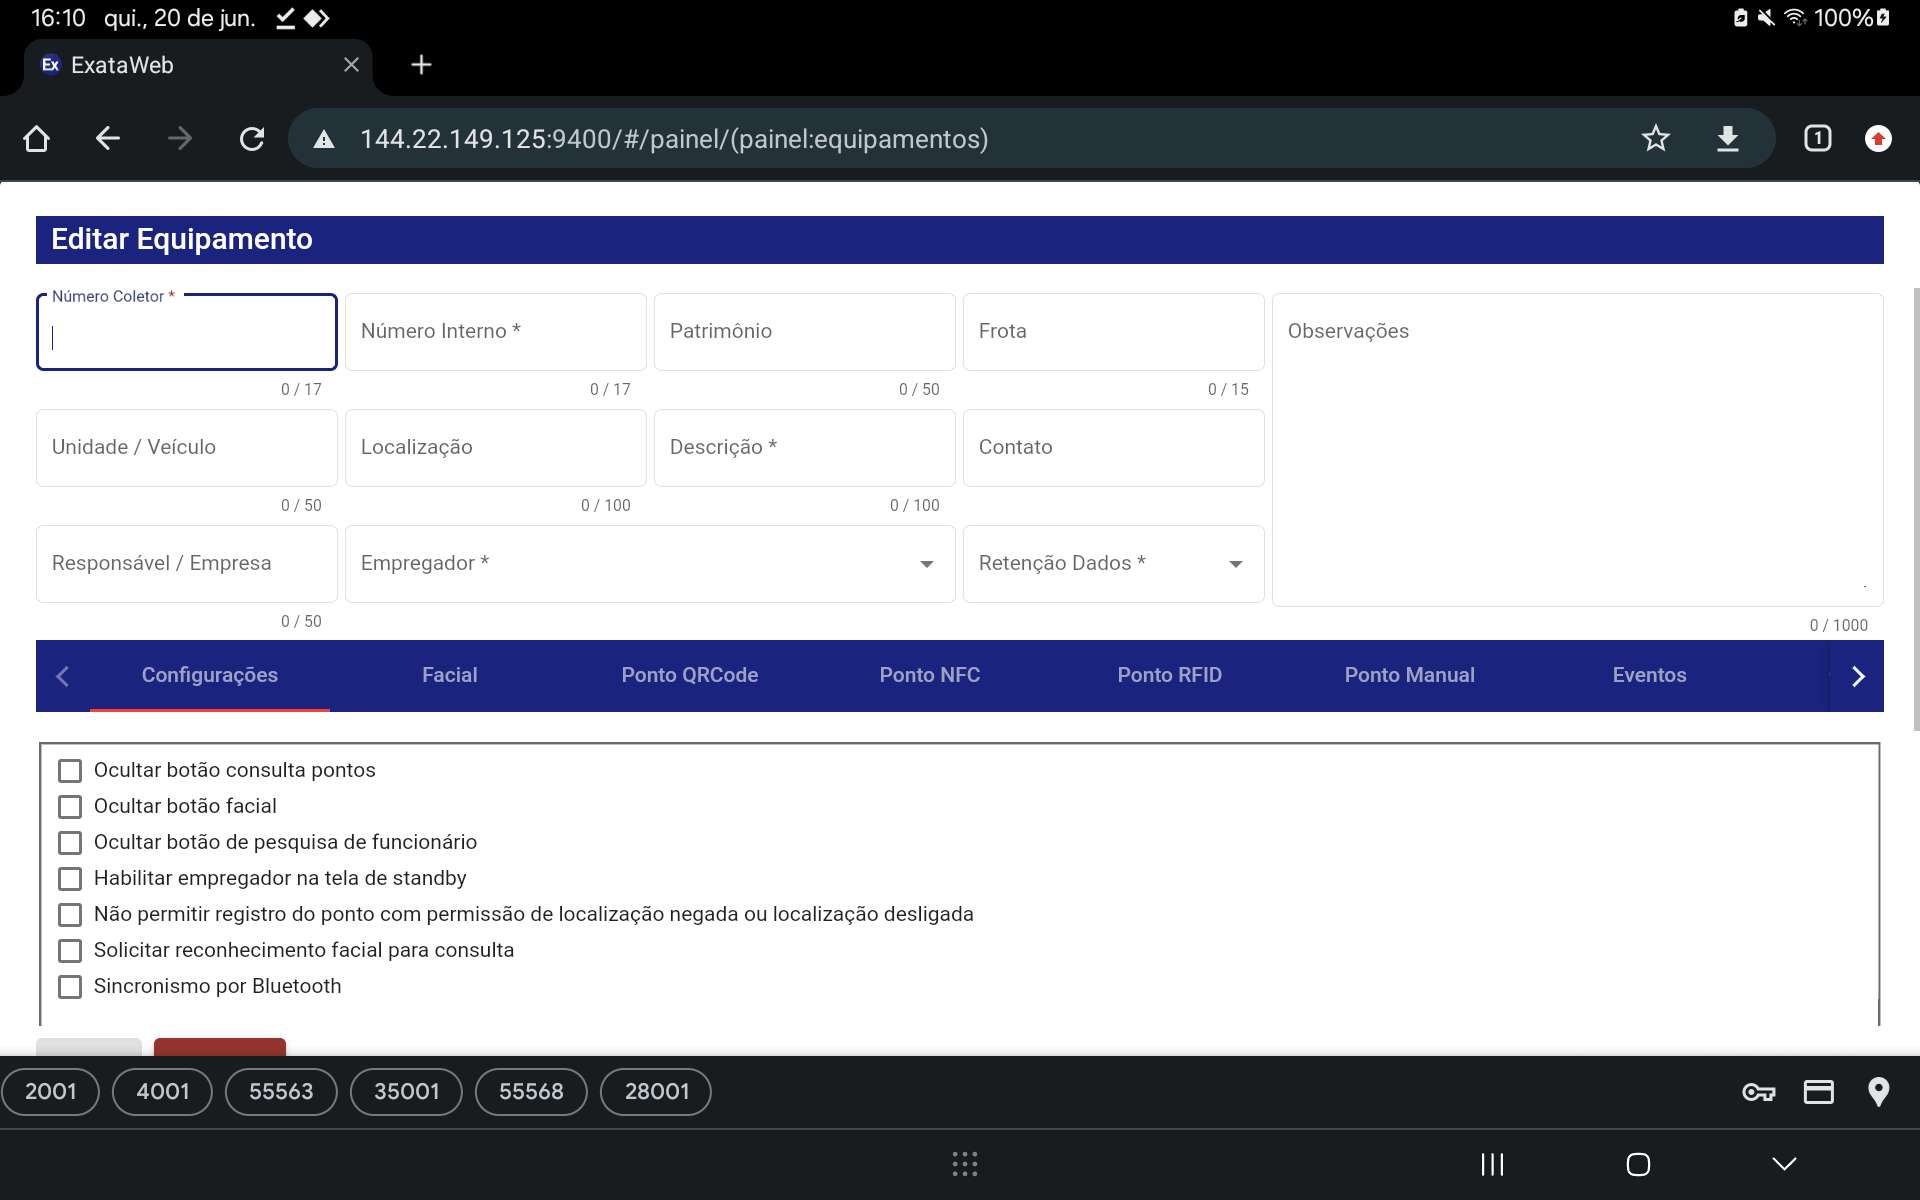 16:10 qui., 20 de jun. 100%
Ex ExataWeb
144.22.149.125:9400/#/painel/(painel:equipamentos) 1
Editar Equipamento
Número Coletor *
Número Interno * Patrimônio Frota Observações
0 / 17 0 / 17 0 / 50 0 / 15
Unidade / Veículo Localização Descrição * Contato
0 / 50 0 / 100 0 / 100
Responsável / Empresa Empregador * Retenção Dados *
0 / 50 0 / 1000
Configurações Facial Ponto QRCode Ponto NFC Ponto RFID Ponto Manual Eventos
Ocultar botão consulta pontos
Ocultar botão facial
Ocultar botão de pesquisa de funcionário
Habilitar empregador na tela de standby
Não permitir registro do ponto com permissão de localização negada ou localização desligada
Solicitar reconhecimento facial para consulta
Sincronismo por Bluetooth
2001 4001 55563 35001 55568 28001